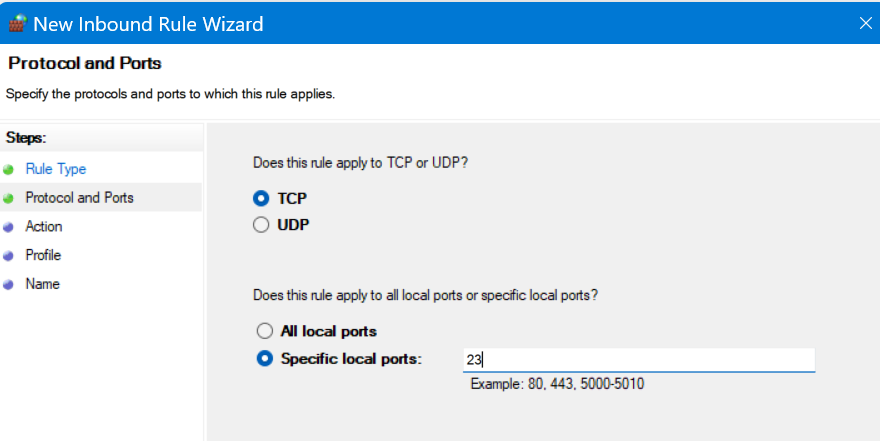 New Inbound Rule Wizard
Protocol and Ports
Specify the protocols and ports to which this rule applies.
Steps:
Rule Type
Protocol and Ports
Action
Profile
Name
Does this rule apply to TCP or UDP?
TCP
UDP
Does this rule apply to all local ports or specific local ports?
All local ports
Specific local ports:
23
Example: 80, 443, 5000-5010